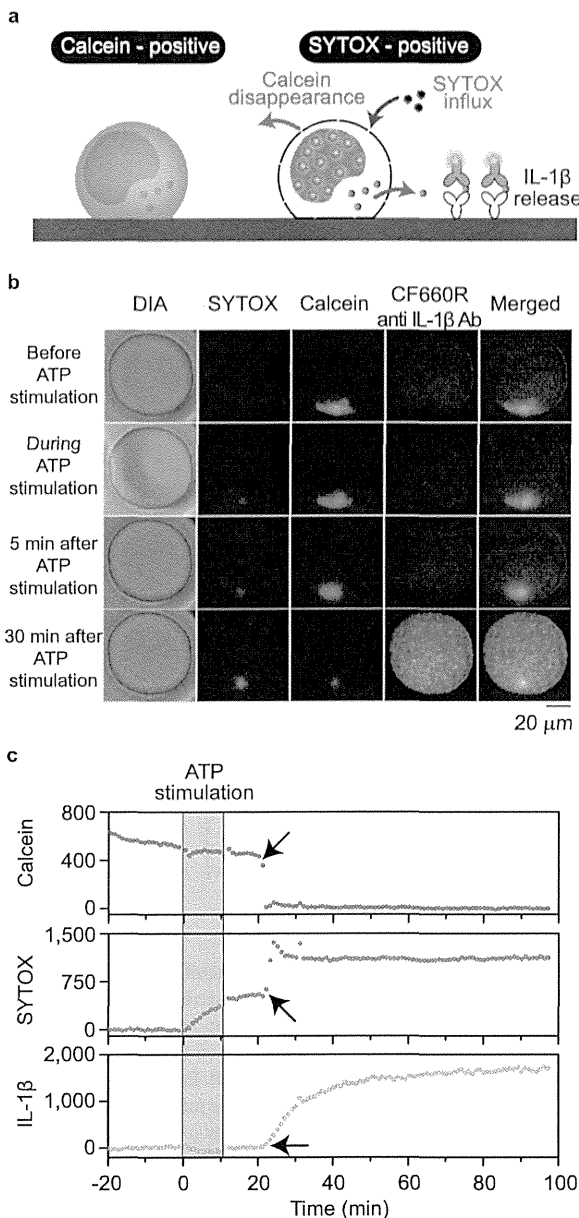 a
Calcein - positive
SYTOX - positive
Calcein
disappearance
SYTOX
influx
IL-1β
release
b
DIA
SYTOX
Calcein
CF660R
anti IL-1β Ab
Merged
Before
ATP
stimulation
During
ATP
stimulation
5 min after
ATP
stimulation
30 min after
ATP
stimulation
20 μm
c
ATP
stimulation
Calcein
800
400
0
SYTOX
1,500
750
0
IL-1β
2,000
1,000
0
-20
0
20
40
60
80
100
Time (min)